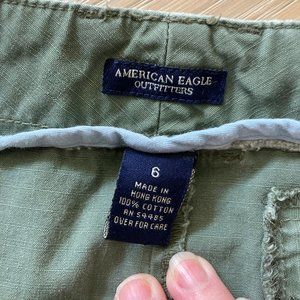 AMERICAN EAGLE
OUTFITTERS
6
MADE IN
HONG KONG
100% COTTON
RN 54485
OVER FOR CARE